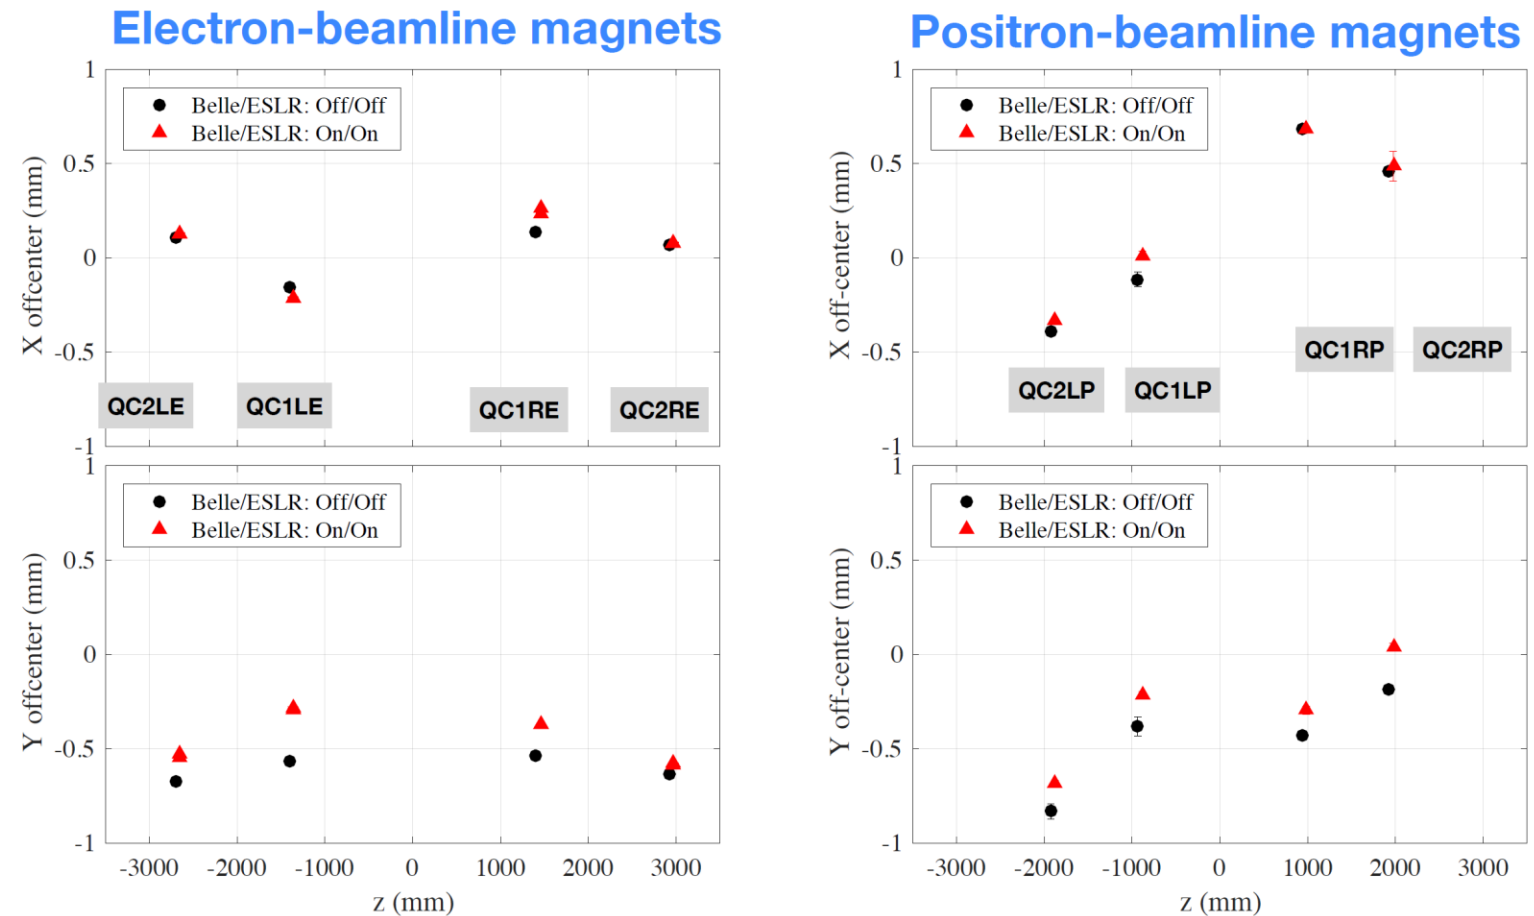 Electron-beamline magnets
Positron-beamline magnets
1
0.5
0
-0.5
-1
X offcenter (mm)
Belle/ESLR: Off/Off
Belle/ESLR: On/On
QC2LE
QC1LE
QC1RE
QC2RE
X off-center (mm)
1
0.5
0
-0.5
-1
Belle/ESLR: Off/Off
Belle/ESLR: On/On
QC2LP
QC1LP
QC1RP
QC2RP
Y offcenter (mm)
1
0.5
0
-0.5
-1
Belle/ESLR: Off/Off
Belle/ESLR: On/On
-3000 -2000 -1000 0 1000 2000 3000
z (mm)
Y off-center (mm)
1
0.5
0
-0.5
-1
Belle/ESLR: Off/Off
Belle/ESLR: On/On
-3000 -2000 -1000 0 1000 2000 3000
z (mm)